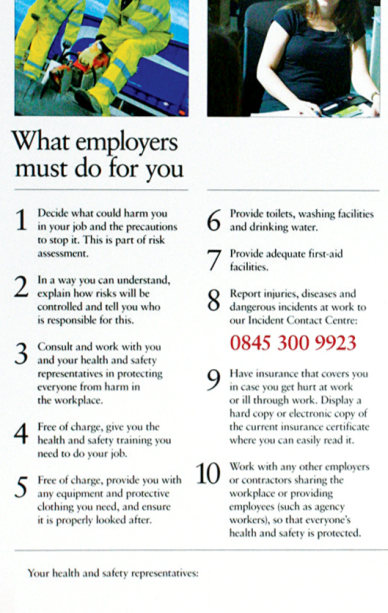 What employers
must do for you
1 Decide what could harm you
in your job and the precautions
to stop it. This is part of risk
assessment.
2 In a way you can understand,
explain how risks will be
controlled and tell you who
is responsible for this.
3 Consult and work with you
and your health and safety
representatives in protecting
everyone from harm in
the workplace.
4 Free of charge, give you the
health and safety training you
need to do your job.
5 Free of charge, provide you with
any equipment and protective
clothing you need, and ensure
it is properly looked after.
6 Provide toilets, washing facilities
and drinking water.
7 Provide adequate first-aid
facilities.
8 Report injuries, diseases and
dangerous incidents at work to
our Incident Contact Centre:
0845 300 9923
9 Have insurance that covers you
in case you get hurt at work
or ill through work. Display a
hard copy or electronic copy of
the current insurance certificate
where you can easily read it.
10 Work with any other employers
or contractors sharing the
workplace or providing
employees (such as agency
workers), so that everyone's
health and safety is protected.
Your health and safety representatives: